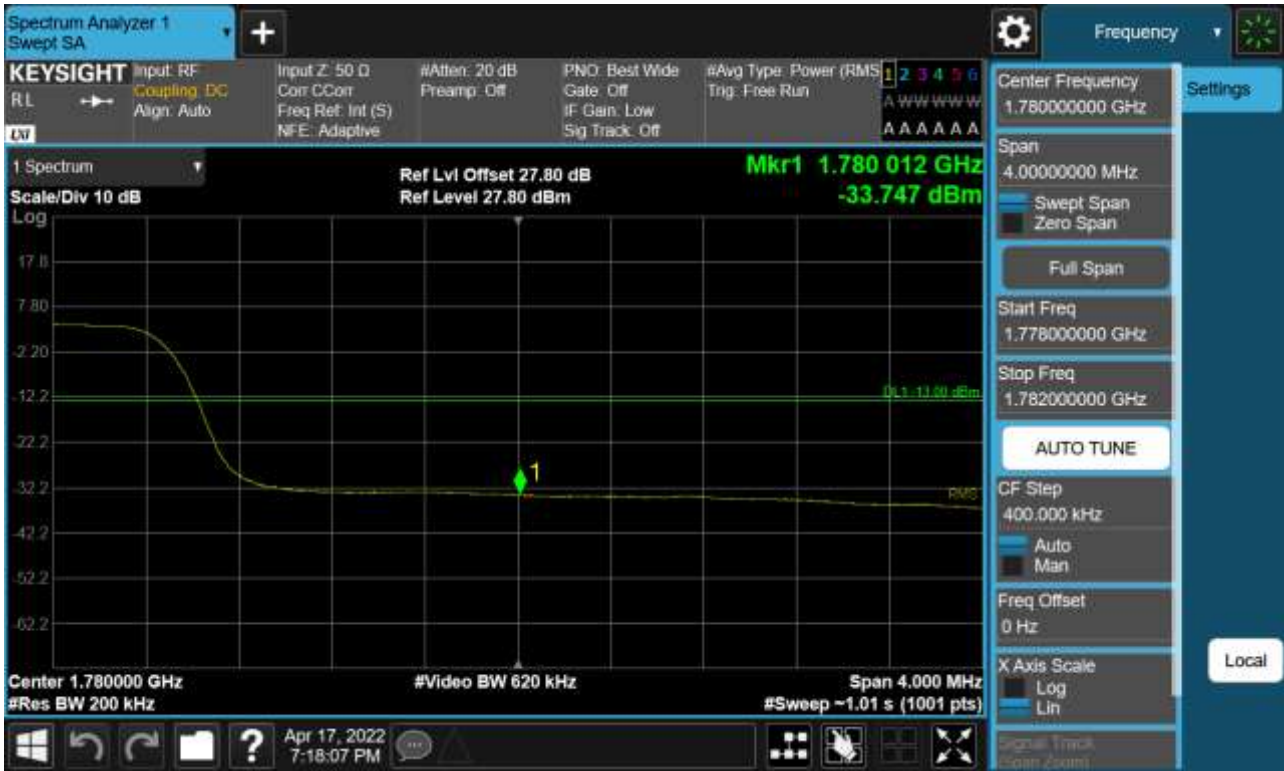 Spectrum Analyzer 1
Swept SA
+
Frequency
KEYSIGHT
RL
LXI
Input: RF
Coupling: DC
Align: Auto
Input Z: 50 Ω
Corr CCorr
Freq Ref: Int (S)
NFE: Adaptive
#Atten: 20 dB
Preamp: Off
PNO: Best Wide
Gate: Off
IF Gain: Low
Sig Track: Off
#Avg Type: Power (RMS
Trig: Free Run
1 2 3 4 5 6
A W W W W W
A A A A A A
1 Spectrum
Scale/Div 10 dB
Ref Lvl Offset 27.80 dB
Ref Level 27.80 dBm
Mkr1 1.780 012 GHz
-33.747 dBm
Log
17.8
7.80
-2.20
-12.2
-22.2
-32.2
-42.2
-52.2
-62.2
DL1 -13.00 dBm
1
RMS
Center 1.780000 GHz
#Res BW 200 kHz
#Video BW 620 kHz
Span 4.000 MHz
#Sweep ~1.01 s (1001 pts)
?
Apr 17, 2022
7:18:07 PM
Center Frequency
1.780000000 GHz
Settings
Span
4.00000000 MHz
Swept Span
Zero Span
Full Span
Start Freq
1.778000000 GHz
Stop Freq
1.782000000 GHz
AUTO TUNE
CF Step
400.000 kHz
Auto
Man
Freq Offset
0 Hz
X Axis Scale
Log
Lin
Local
Signal Track
(Span Zoom)